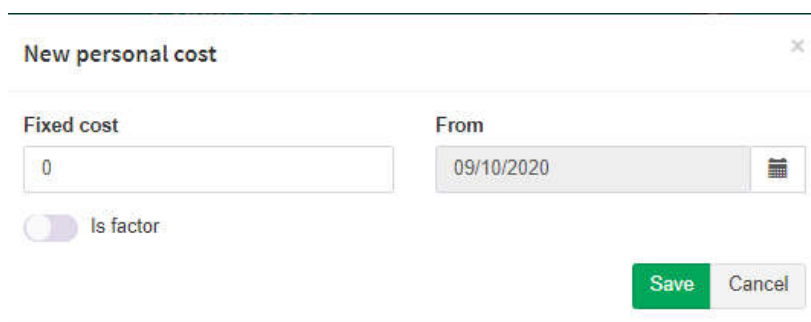 New personal cost
×
Fixed cost From
0 09/10/2020
Is factor
Save Cancel